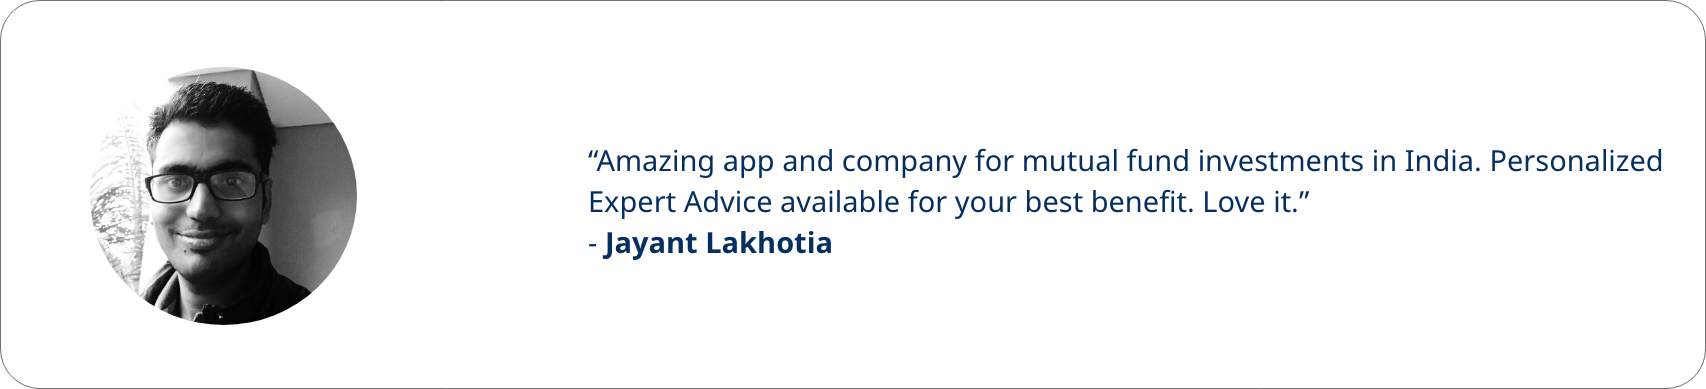 “Amazing app and company for mutual fund investments in India. Personalized
Expert Advice available for your best benefit. Love it.”
- Jayant Lakhotia